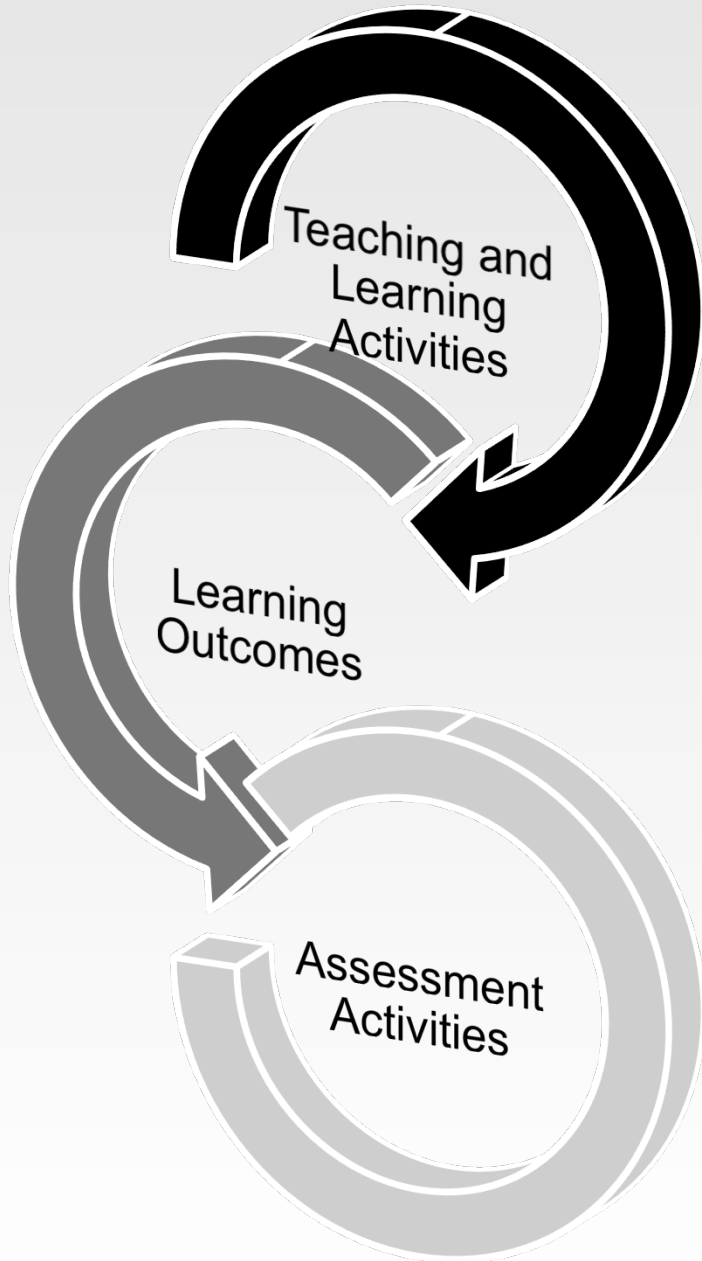 Teaching and
Learning
Activities
Learning
Outcomes
Assessment
Activities